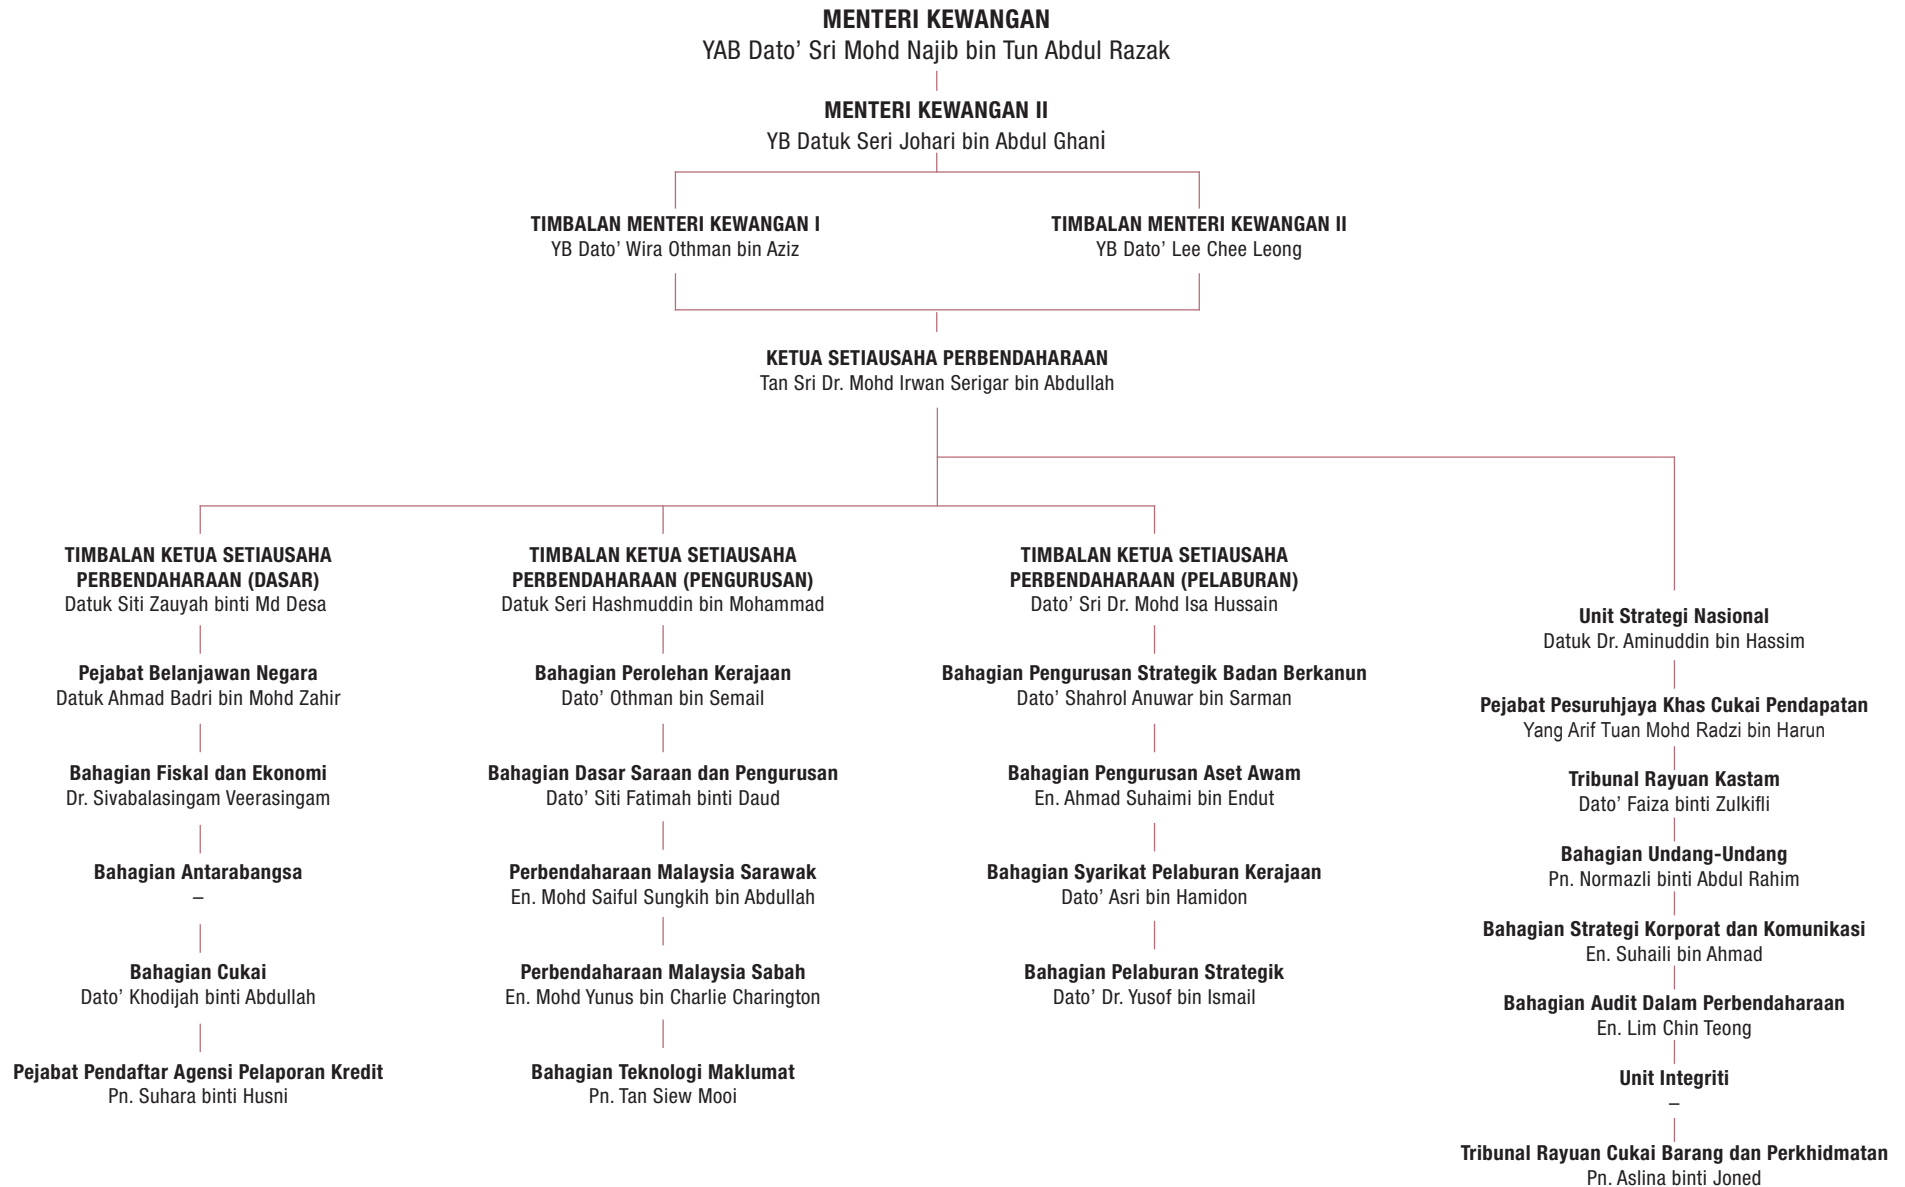 MENTERI KEWANGAN
YAB Dato’ Sri Mohd Najib bin Tun Abdul Razak
MENTERI KEWANGAN II
YB Datuk Seri Johari bin Abdul Ghani
TIMBALAN MENTERI KEWANGAN I
YB Dato’ Wira Othman bin Aziz
TIMBALAN MENTERI KEWANGAN II
YB Dato’ Lee Chee Leong
KETUA SETIAUSAHA PERBENDAHARAAN
Tan Sri Dr. Mohd Irwan Serigar bin Abdullah
TIMBALAN KETUA SETIAUSAHA
PERBENDAHARAAN (DASAR)
Datuk Siti Zauyah binti Md Desa
Pejabat Belanjawan Negara
Datuk Ahmad Badri bin Mohd Zahir
Bahagian Fiskal dan Ekonomi
Dr. Sivabalasingam Veerasingam
Bahagian Antarabangsa
–
Bahagian Cukai
Dato’ Khodijah binti Abdullah
Pejabat Pendaftar Agensi Pelaporan Kredit
Pn. Suhara binti Husni
TIMBALAN KETUA SETIAUSAHA
PERBENDAHARAAN (PENGURUSAN)
Datuk Seri Hashmuddin bin Mohammad
Bahagian Perolehan Kerajaan
Dato’ Othman bin Semail
Bahagian Dasar Saraan dan Pengurusan
Dato’ Siti Fatimah binti Daud
Perbendaharaan Malaysia Sarawak
En. Mohd Saiful Sungkih bin Abdullah
Perbendaharaan Malaysia Sabah
En. Mohd Yunus bin Charlie Charington
Bahagian Teknologi Maklumat
Pn. Tan Siew Mooi
TIMBALAN KETUA SETIAUSAHA
PERBENDAHARAAN (PELABURAN)
Dato’ Sri Dr. Mohd Isa Hussain
Bahagian Pengurusan Strategik Badan Berkanun
Dato’ Shahrol Anuwar bin Sarman
Bahagian Pengurusan Aset Awam
En. Ahmad Suhaimi bin Endut
Bahagian Syarikat Pelaburan Kerajaan
Dato’ Asri bin Hamidon
Bahagian Pelaburan Strategik
Dato’ Dr. Yusof bin Ismail
Unit Strategi Nasional
Datuk Dr. Aminuddin bin Hassim
Pejabat Pesuruhjaya Khas Cukai Pendapatan
Yang Arif Tuan Mohd Radzi bin Harun
Tribunal Rayuan Kastam
Dato’ Faiza binti Zulkifli
Bahagian Undang-Undang
Pn. Normazli binti Abdul Rahim
Bahagian Strategi Korporat dan Komunikasi
En. Suhaili bin Ahmad
Bahagian Audit Dalam Perbendaharaan
En. Lim Chin Teong
Unit Integriti
–
Tribunal Rayuan Cukai Barang dan Perkhidmatan
Pn. Aslina binti Joned